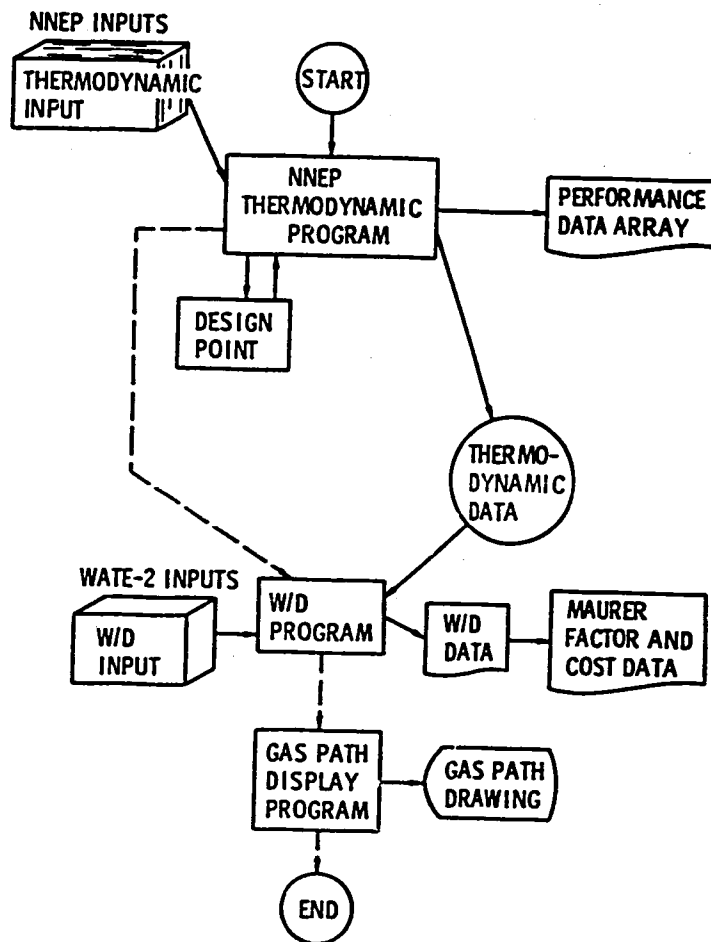 NNEP INPUTS
THERMODYNAMIC
INPUT
START
NNEP
THERMODYNAMIC
PROGRAM
PERFORMANCE
DATA ARRAY
DESIGN
POINT
THERMO-
DYNAMIC
DATA
WATE-2 INPUTS
W/D
INPUT
W/D
PROGRAM
W/D
DATA
MAURER
FACTOR AND
COST DATA
GAS PATH
DISPLAY
PROGRAM
GAS PATH
DRAWING
END